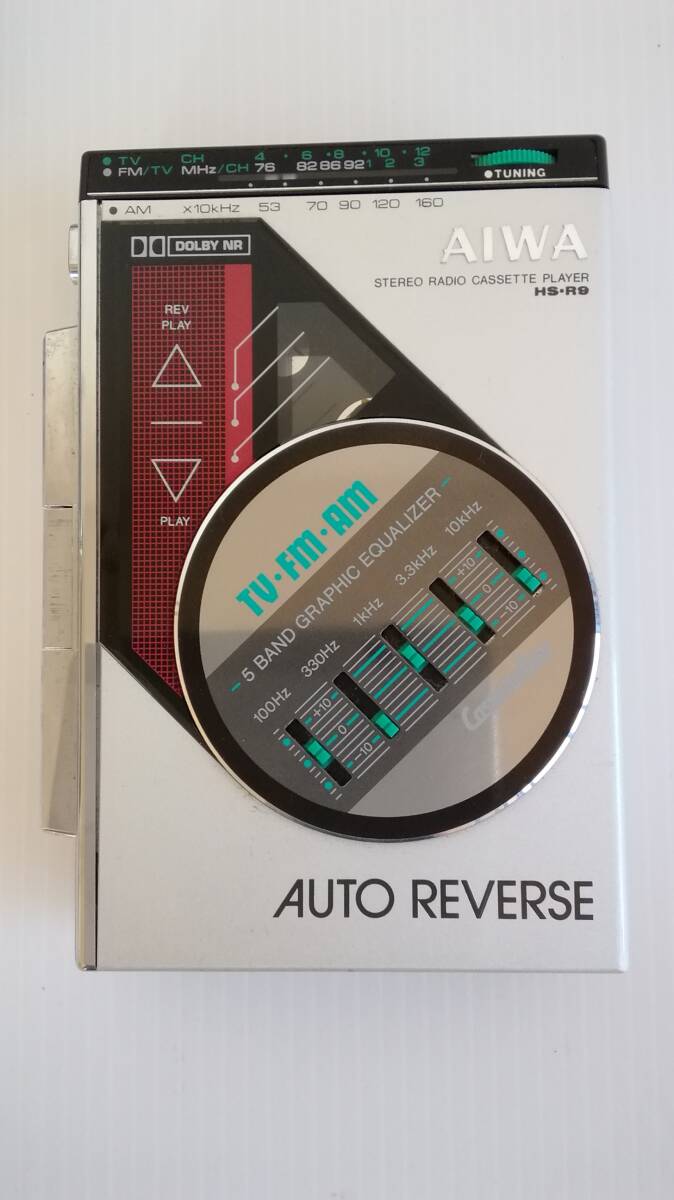 TV CH 4 6 8 10 12
FM/TV MHz/CH 76 82 86 92 1 2 3
TUNING
AM x10kHz 53 70 90 120 160
DOLBY NR
AIWA
STEREO RADIO CASSETTE PLAYER
HS·R9
REV
PLAY
PLAY
TV·FM·AM
5 BAND GRAPHIC EQUALIZER
100Hz 330Hz 1kHz 3.3kHz 10kHz
+10 +10
0 0
-10 -10
AUTO REVERSE